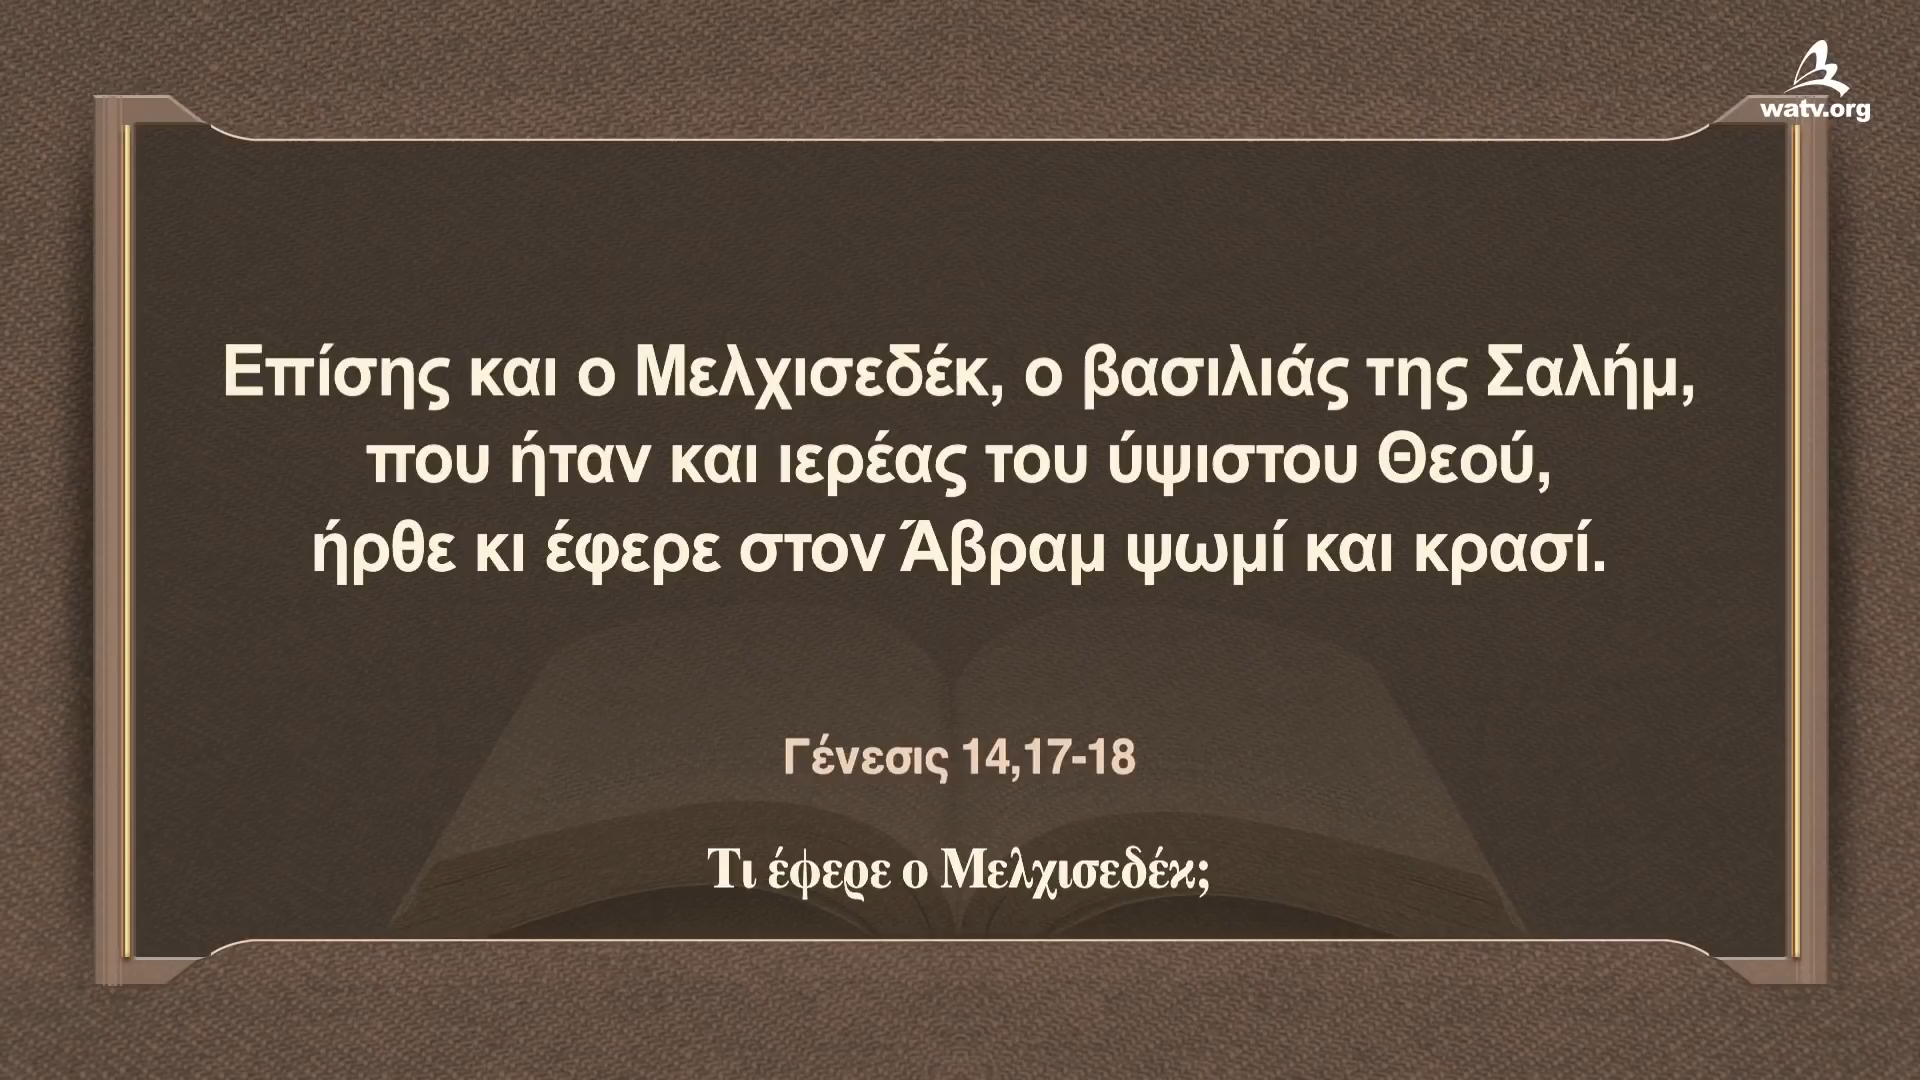 watv.org
Επίσης και ο Μελχισεδέκ, ο βασιλιάς της Σαλήμ,
που ήταν και ιερέας του ύψιστου Θεού,
ήρθε κι έφερε στον Άβραμ ψωμί και κρασί.
Γένεσις 14,17-18
Τι έφερε ο Μελχισεδέκ;